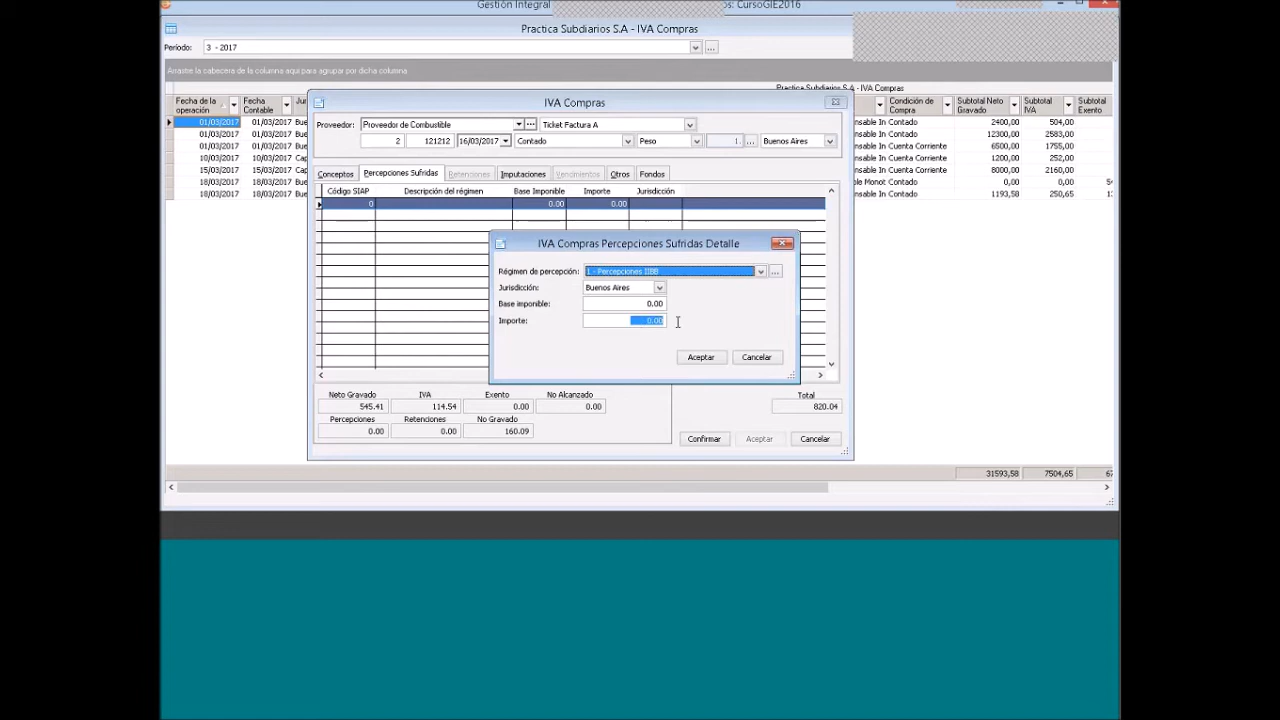 Gestión Integral
os: CursoGIE2016
Practica Subdiarios S.A - IVA Compras
Período: 3 - 2017 ...
Arrastre la cabecera de la columna aqui para agrupar por dicha columna
Practica Subdiarios S.A - IVA Compras
Fecha de la operación Fecha Contable Jur Condición de Compra Subtotal Neto Gravado Subtotal IVA Subtotal Exento
01/03/2017 01/03/2017 Bue nsable In Contado 2400,00 504,00
01/03/2017 01/03/2017 Bue nsable In Contado 12300,00 2583,00
01/03/2017 01/03/2017 Bue nsable In Cuenta Corriente 6500,00 1755,00
10/03/2017 10/03/2017 Cap nsable In Cuenta Corriente 1200,00 252,00
15/03/2017 15/03/2017 Cap nsable In Cuenta Corriente 8000,00 2160,00
18/03/2017 18/03/2017 Bue ble Monot Contado 0,00 0,00 54
18/03/2017 18/03/2017 Bue nsable In Contado 1193,58 250,65 13
IVA Compras
Proveedor: Proveedor de Combustible ... Ticket Factura A
2 121212 16/03/2017 Contado Peso 1. ... Buenos Aires
Conceptos Percepciones Sufridas Retenciones Imputaciones Vencimientos Otros Fondos
Código SIAP Descripción del régimen Base Imponible Importe Jurisdicción
0 0.00 0.00
IVA Compras Percepciones Sufridas Detalle
Régimen de percepción: 1 - Percepciones IIBB ...
Jurisdicción: Buenos Aires
Base imponible: 0.00
Importe: 0.00
Aceptar Cancelar
Neto Gravado IVA Exento No Alcanzado Total
545.41 114.54 0.00 0.00 820.04
Percepciones Retenciones No Gravado
0.00 0.00 160.09
Confirmar Aceptar Cancelar
31593,58 7504,65 67